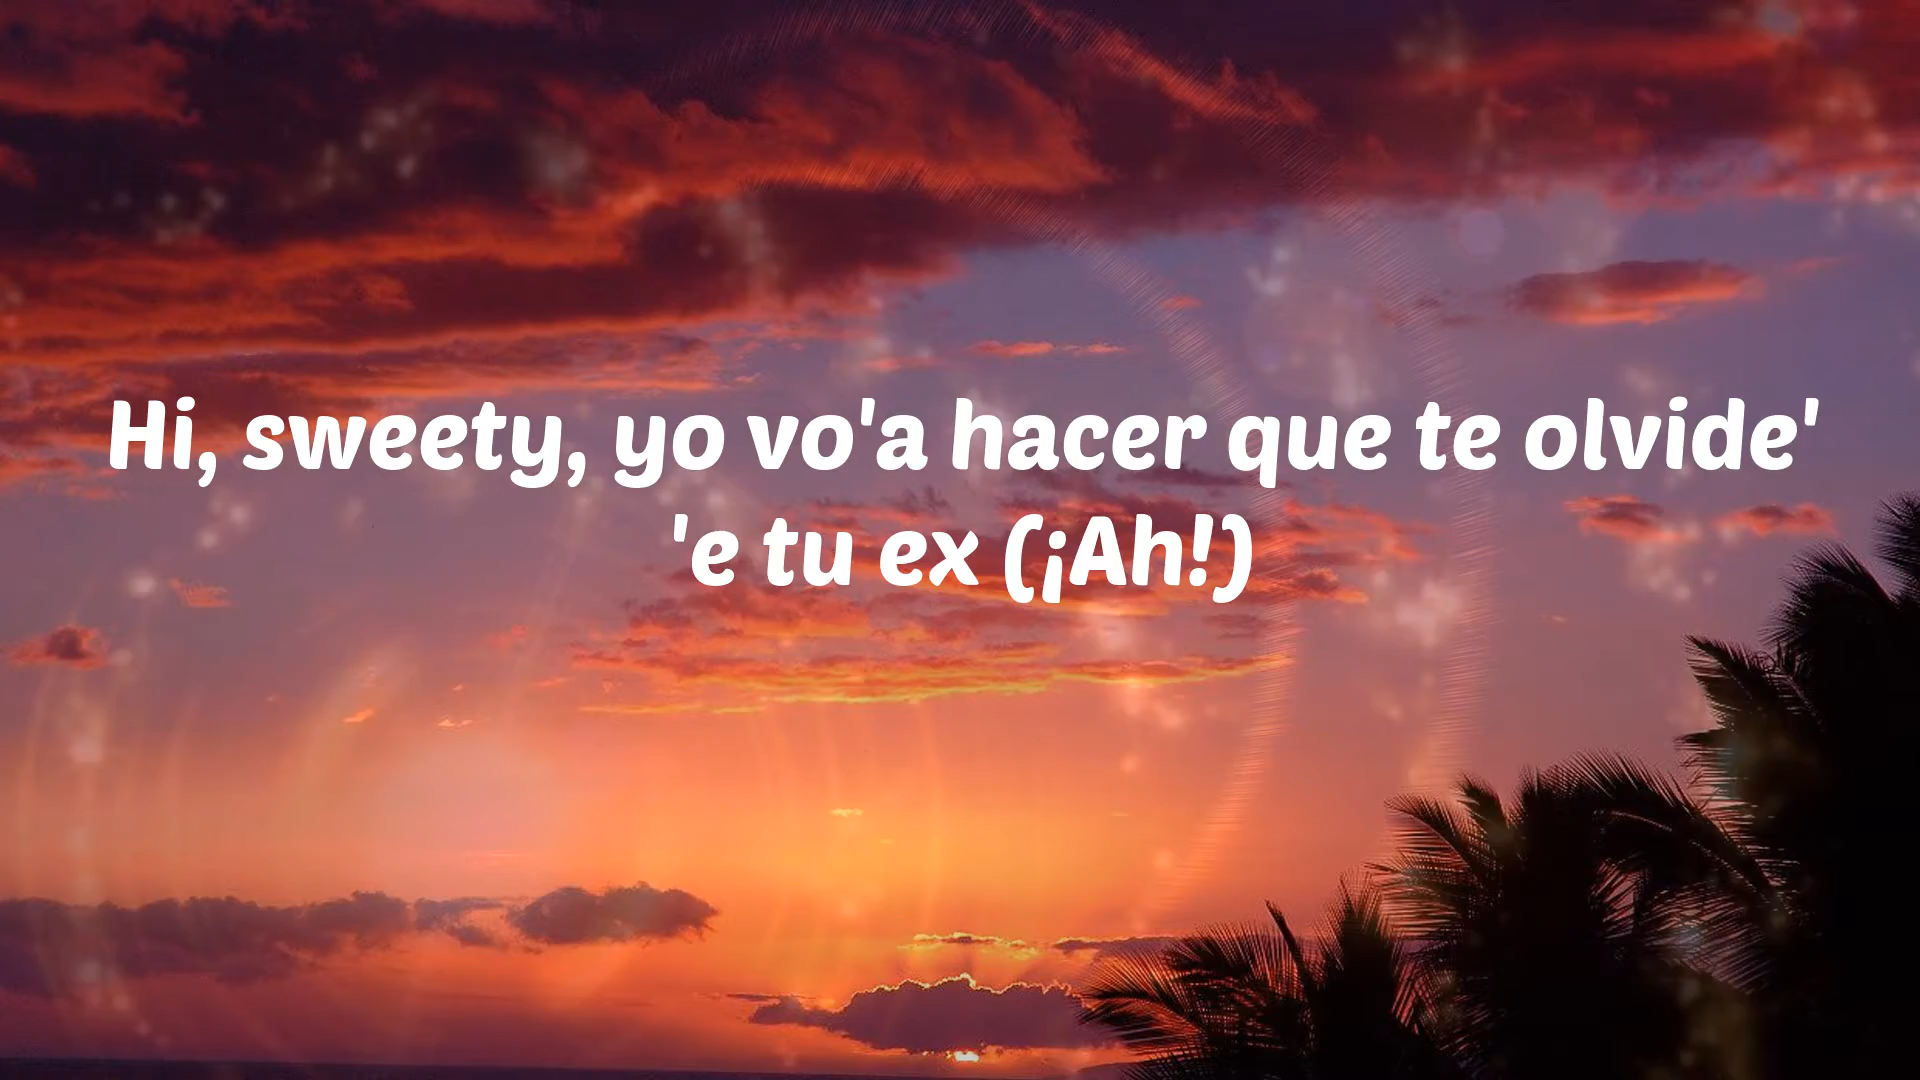 Hi, sweety, yo vo'a hacer que te olvide'
'e tu ex (¡Ah!)